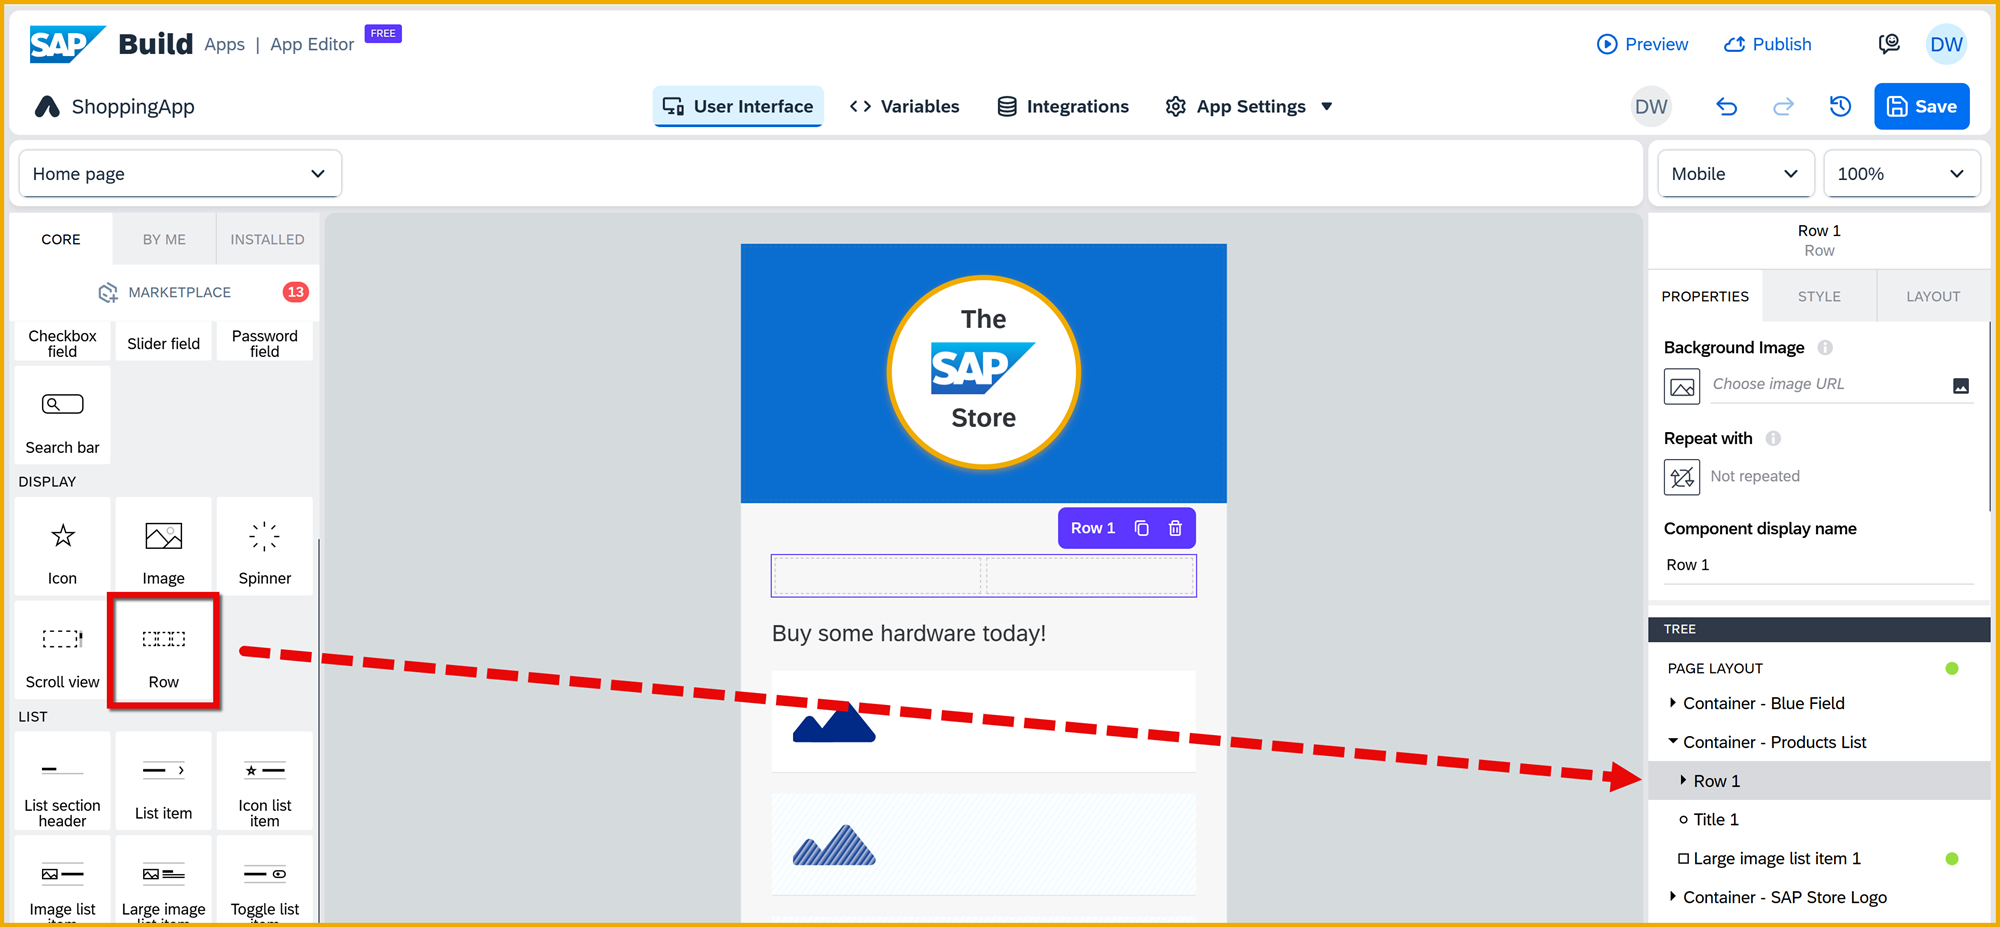 SAP Build Apps | App Editor FREE
Preview Publish DW
ShoppingApp
User Interface Variables Integrations App Settings
DW Save
Home page
Mobile 100%
CORE BY ME INSTALLED
MARKETPLACE 13
Checkbox field
Slider field
Password field
Search bar
DISPLAY
Icon Image Spinner
Scroll view Row
LIST
List section header
List item
Icon list item
Image list item
Large image list item
Toggle list item
The
SAP
Store
Row 1
Buy some hardware today!
Row 1
Row
PROPERTIES STYLE LAYOUT
Background Image
Choose image URL
Repeat with
Not repeated
Component display name
Row 1
TREE
PAGE LAYOUT
Container - Blue Field
Container - Products List
Row 1
Title 1
Large image list item 1
Container - SAP Store Logo